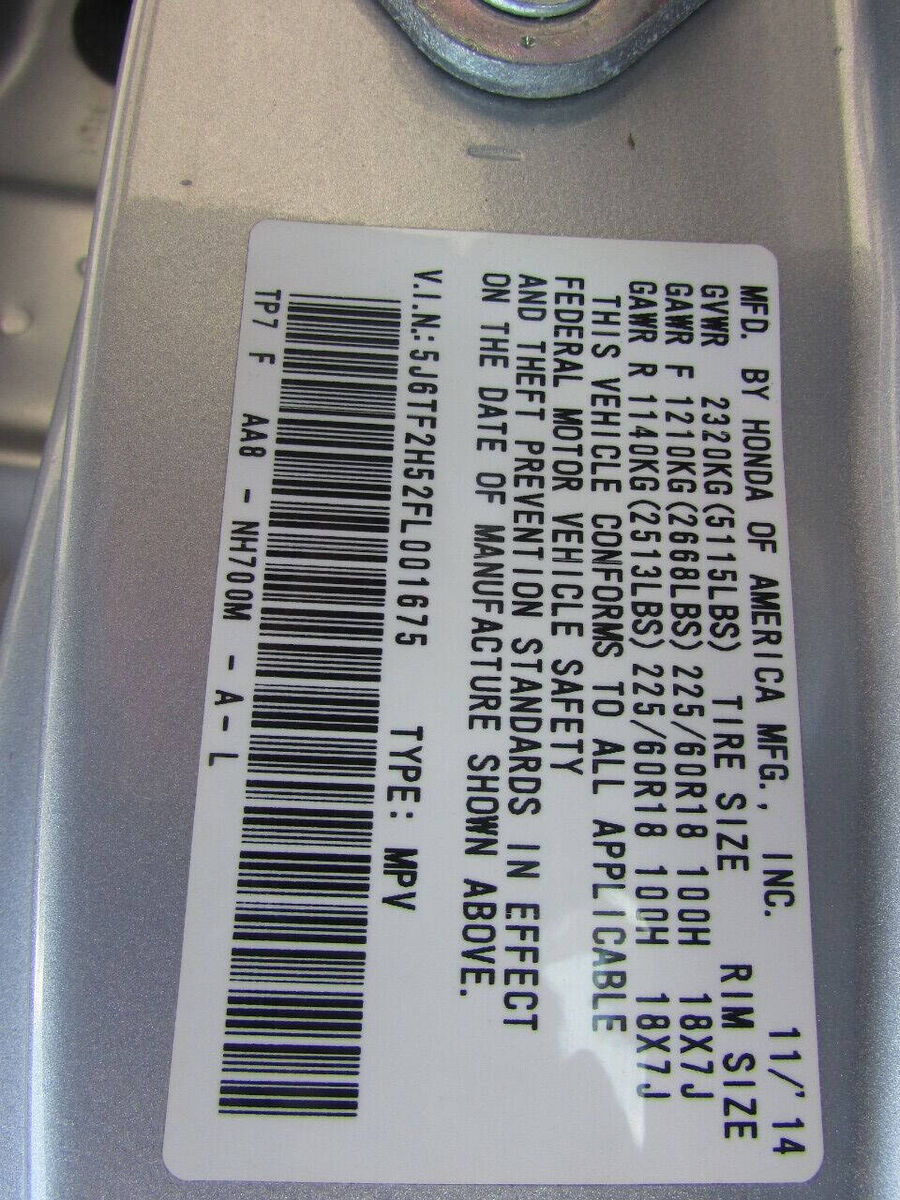 MFD. BY HONDA OF AMERICA MFG., INC. 11/'14
GVWR 2320KG(5115LBS) TIRE SIZE RIM SIZE
GAWR F 1210KG(2668LBS) 225/60R18 100H 18X7J
GAWR R 1140KG(2513LBS) 225/60R18 100H 18X7J
THIS VEHICLE CONFORMS TO ALL APPLICABLE
FEDERAL MOTOR VEHICLE SAFETY
AND THEFT PREVENTION STANDARDS IN EFFECT
ON THE DATE OF MANUFACTURE SHOWN ABOVE.
V.I.N.: 5J6TF2H52FL001675 TYPE: MPV
TP7 F AA8 - NH700M - A - L